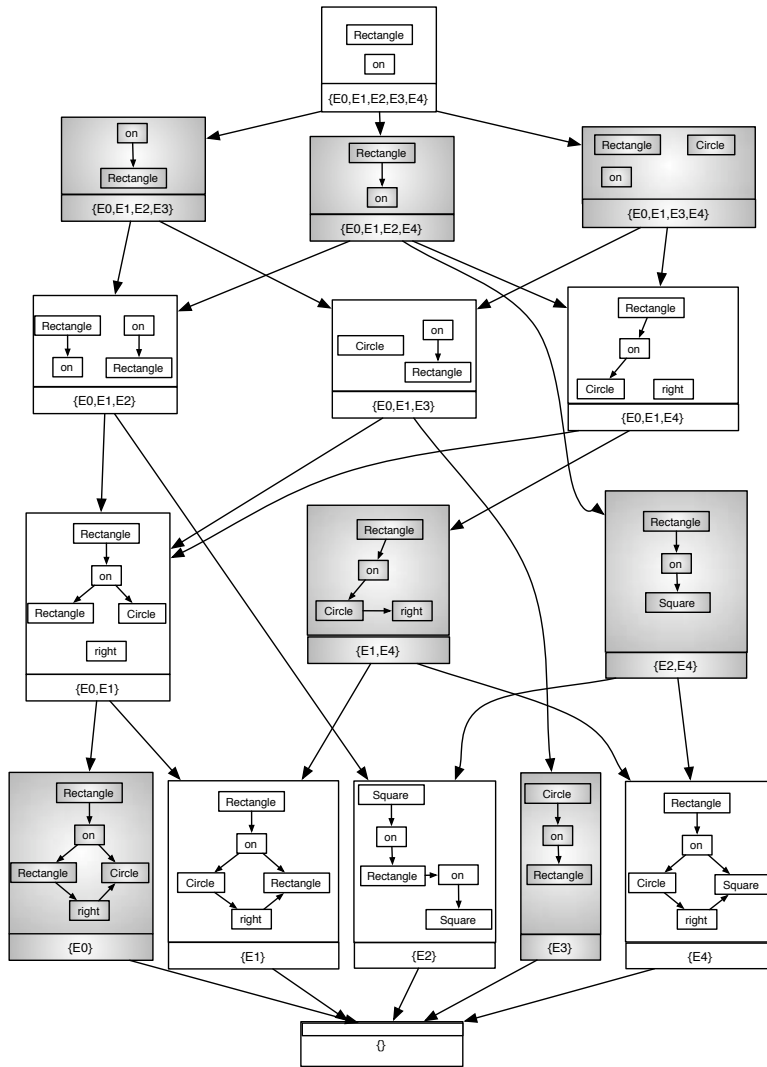 Rectangle
on
{E0,E1,E2,E3,E4}
on
Rectangle
{E0,E1,E2,E3}
Rectangle
on
{E0,E1,E2,E4}
Rectangle Circle
on
{E0,E1,E3,E4}
Rectangle on
on Rectangle
{E0,E1,E2}
on
Circle
Rectangle
{E0,E1,E3}
Rectangle
on
Circle right
{E0,E1,E4}
Rectangle
on
Rectangle Circle
right
{E0,E1}
Rectangle
on
Circle right
{E1,E4}
Rectangle
on
Square
{E2,E4}
Rectangle
on
Rectangle Circle
right
{E0}
Rectangle
on
Circle Rectangle
right
{E1}
Square
on
Rectangle on
Square
{E2}
Circle
on
Rectangle
{E3}
Rectangle
on
Circle Square
right
{E4}
{}